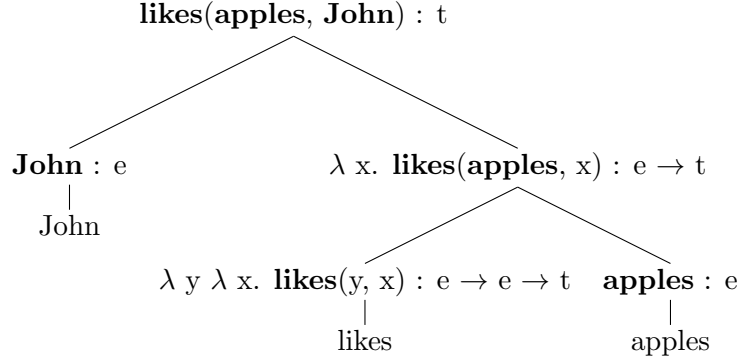 likes(apples, John) : t
John : e
λ x. likes(apples, x) : e → t
John
λ y λ x. likes(y, x) : e → e → t
apples : e
likes
apples